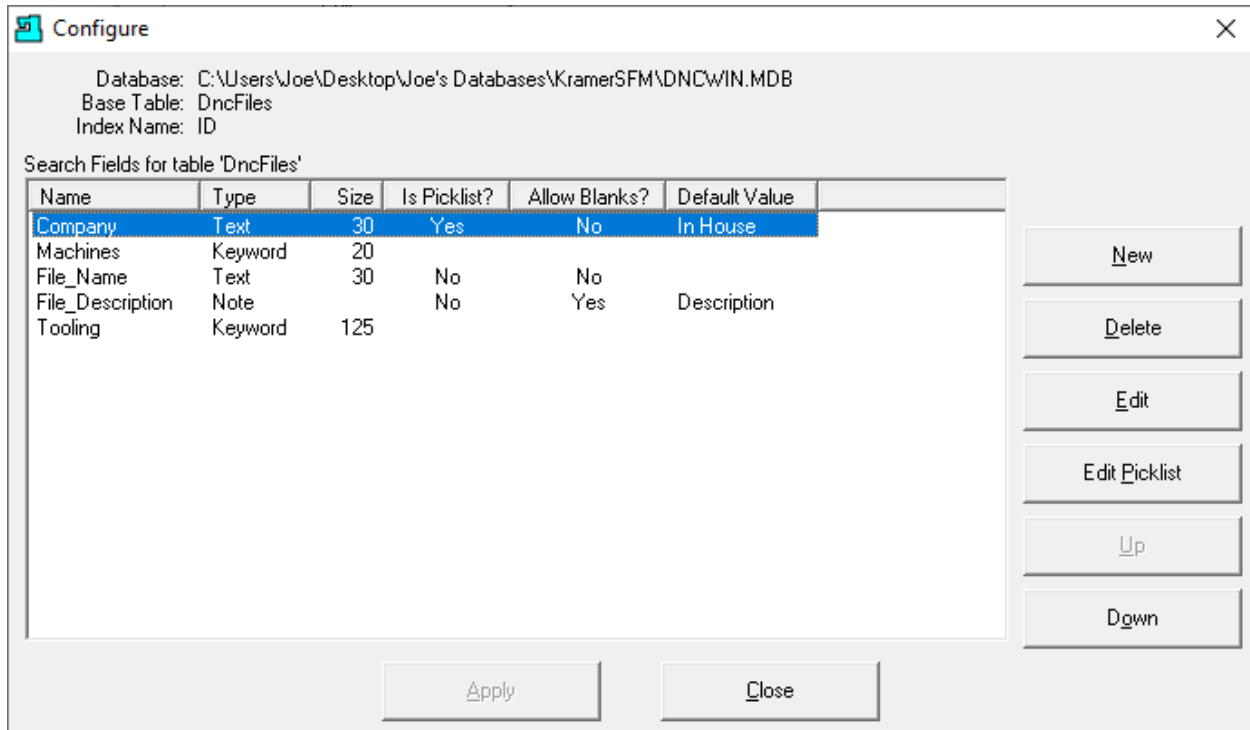 Configure
Database: C:\Users\Joe\Desktop\Joe's Databases\KramerSFM\DNCWIN.MDB
Base Table: DncFiles
Index Name: ID
Search Fields for table 'DncFiles'
Name Type Size Is Picklist? Allow Blanks? Default Value
Company Text 30 Yes No In House
Machines Keyword 20
File_Name Text 30 No No
File_Description Note No Yes Description
Tooling Keyword 125
New
Delete
Edit
Edit Picklist
Up
Down
Apply Close